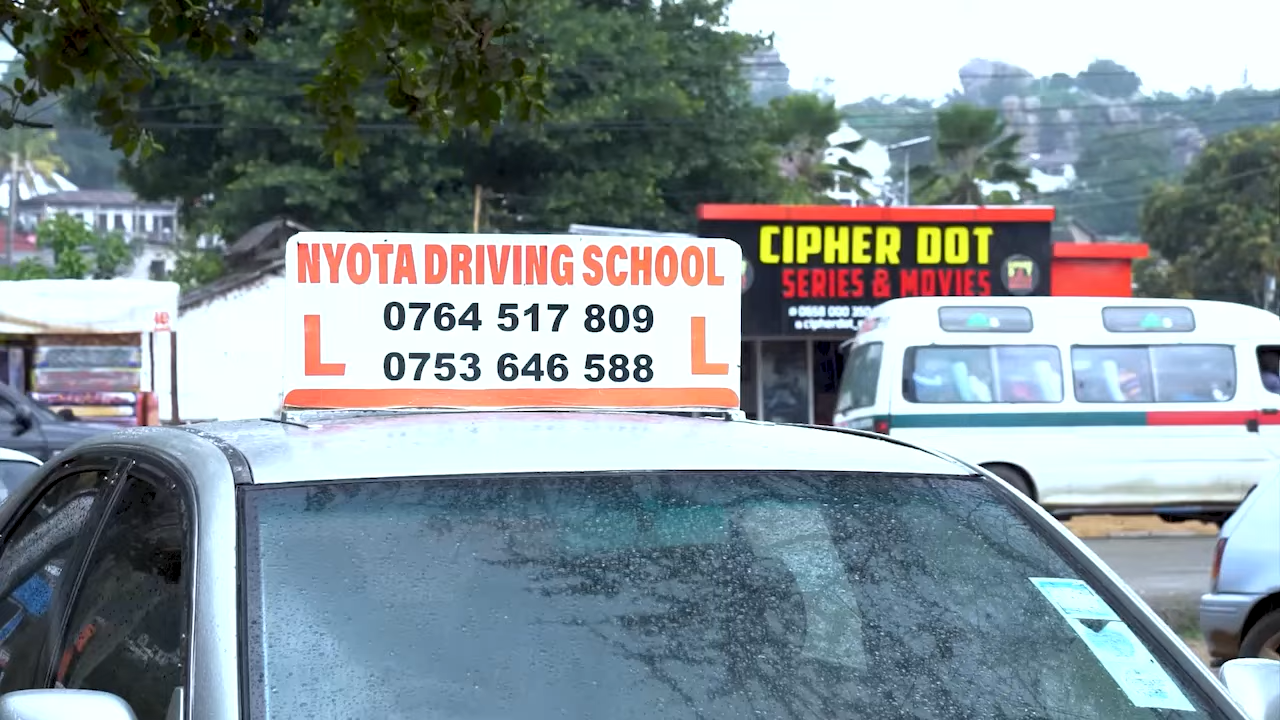 NYOTA DRIVING SCHOOL
0764 517 809
L L
0753 646 588
CIPHER DOT
SERIES & MOVIES